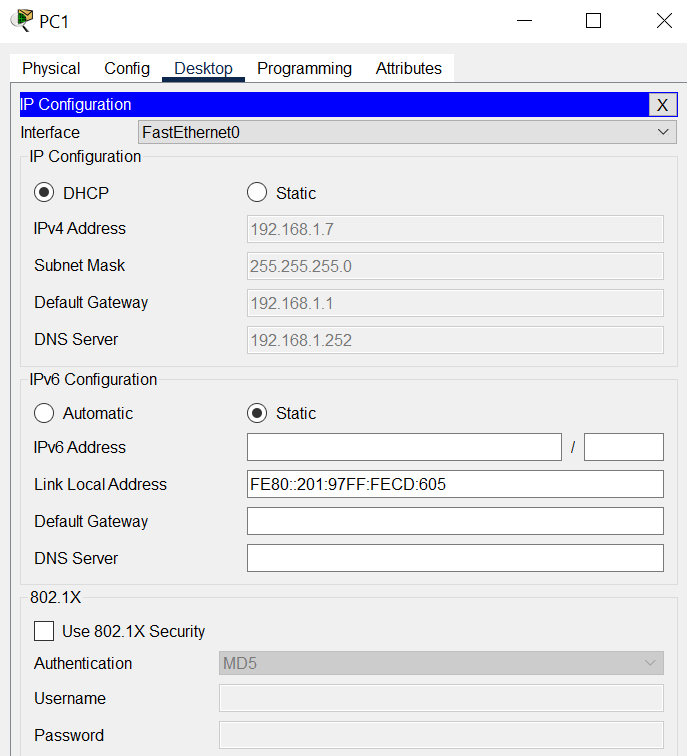 PC1
Physical Config Desktop Programming Attributes
IP Configuration X
Interface FastEthernet0
IP Configuration
DHCP Static
IPv4 Address 192.168.1.7
Subnet Mask 255.255.255.0
Default Gateway 192.168.1.1
DNS Server 192.168.1.252
IPv6 Configuration
Automatic Static
IPv6 Address /
Link Local Address FE80::201:97FF:FECD:605
Default Gateway
DNS Server
802.1X
Use 802.1X Security
Authentication MD5
Username
Password